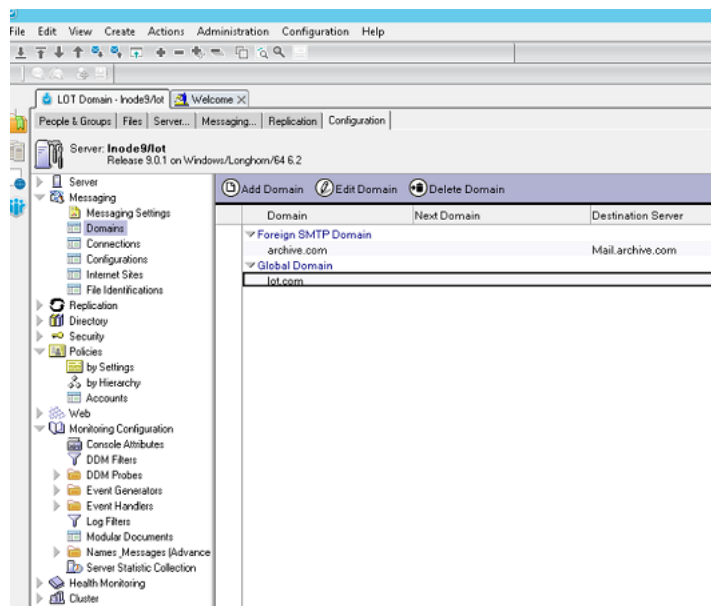 File Edit View Create Actions Administration Configuration Help
LOT Domain - lnode9/lot Welcome
People & Groups Files Server... Messaging... Replication Configuration
Server: lnode9/lot
Release 9.0.1 on Windows/Longhorn/64 6.2
Add Domain Edit Domain Delete Domain
Domain Next Domain Destination Server
Foreign SMTP Domain
archive.com Mail.archive.com
Global Domain
lot.com
Server
Messaging
Messaging Settings
Domains
Connections
Configurations
Internet Sites
File Identifications
Replication
Directory
Security
Policies
by Settings
by Hierarchy
Accounts
Web
Monitoring Configuration
Console Attributes
DDM Filters
DDM Probes
Event Generators
Event Handlers
Log Filters
Modular Documents
Names_Messages (Advance
Server Statistic Collection
Health Monitoring
Cluster